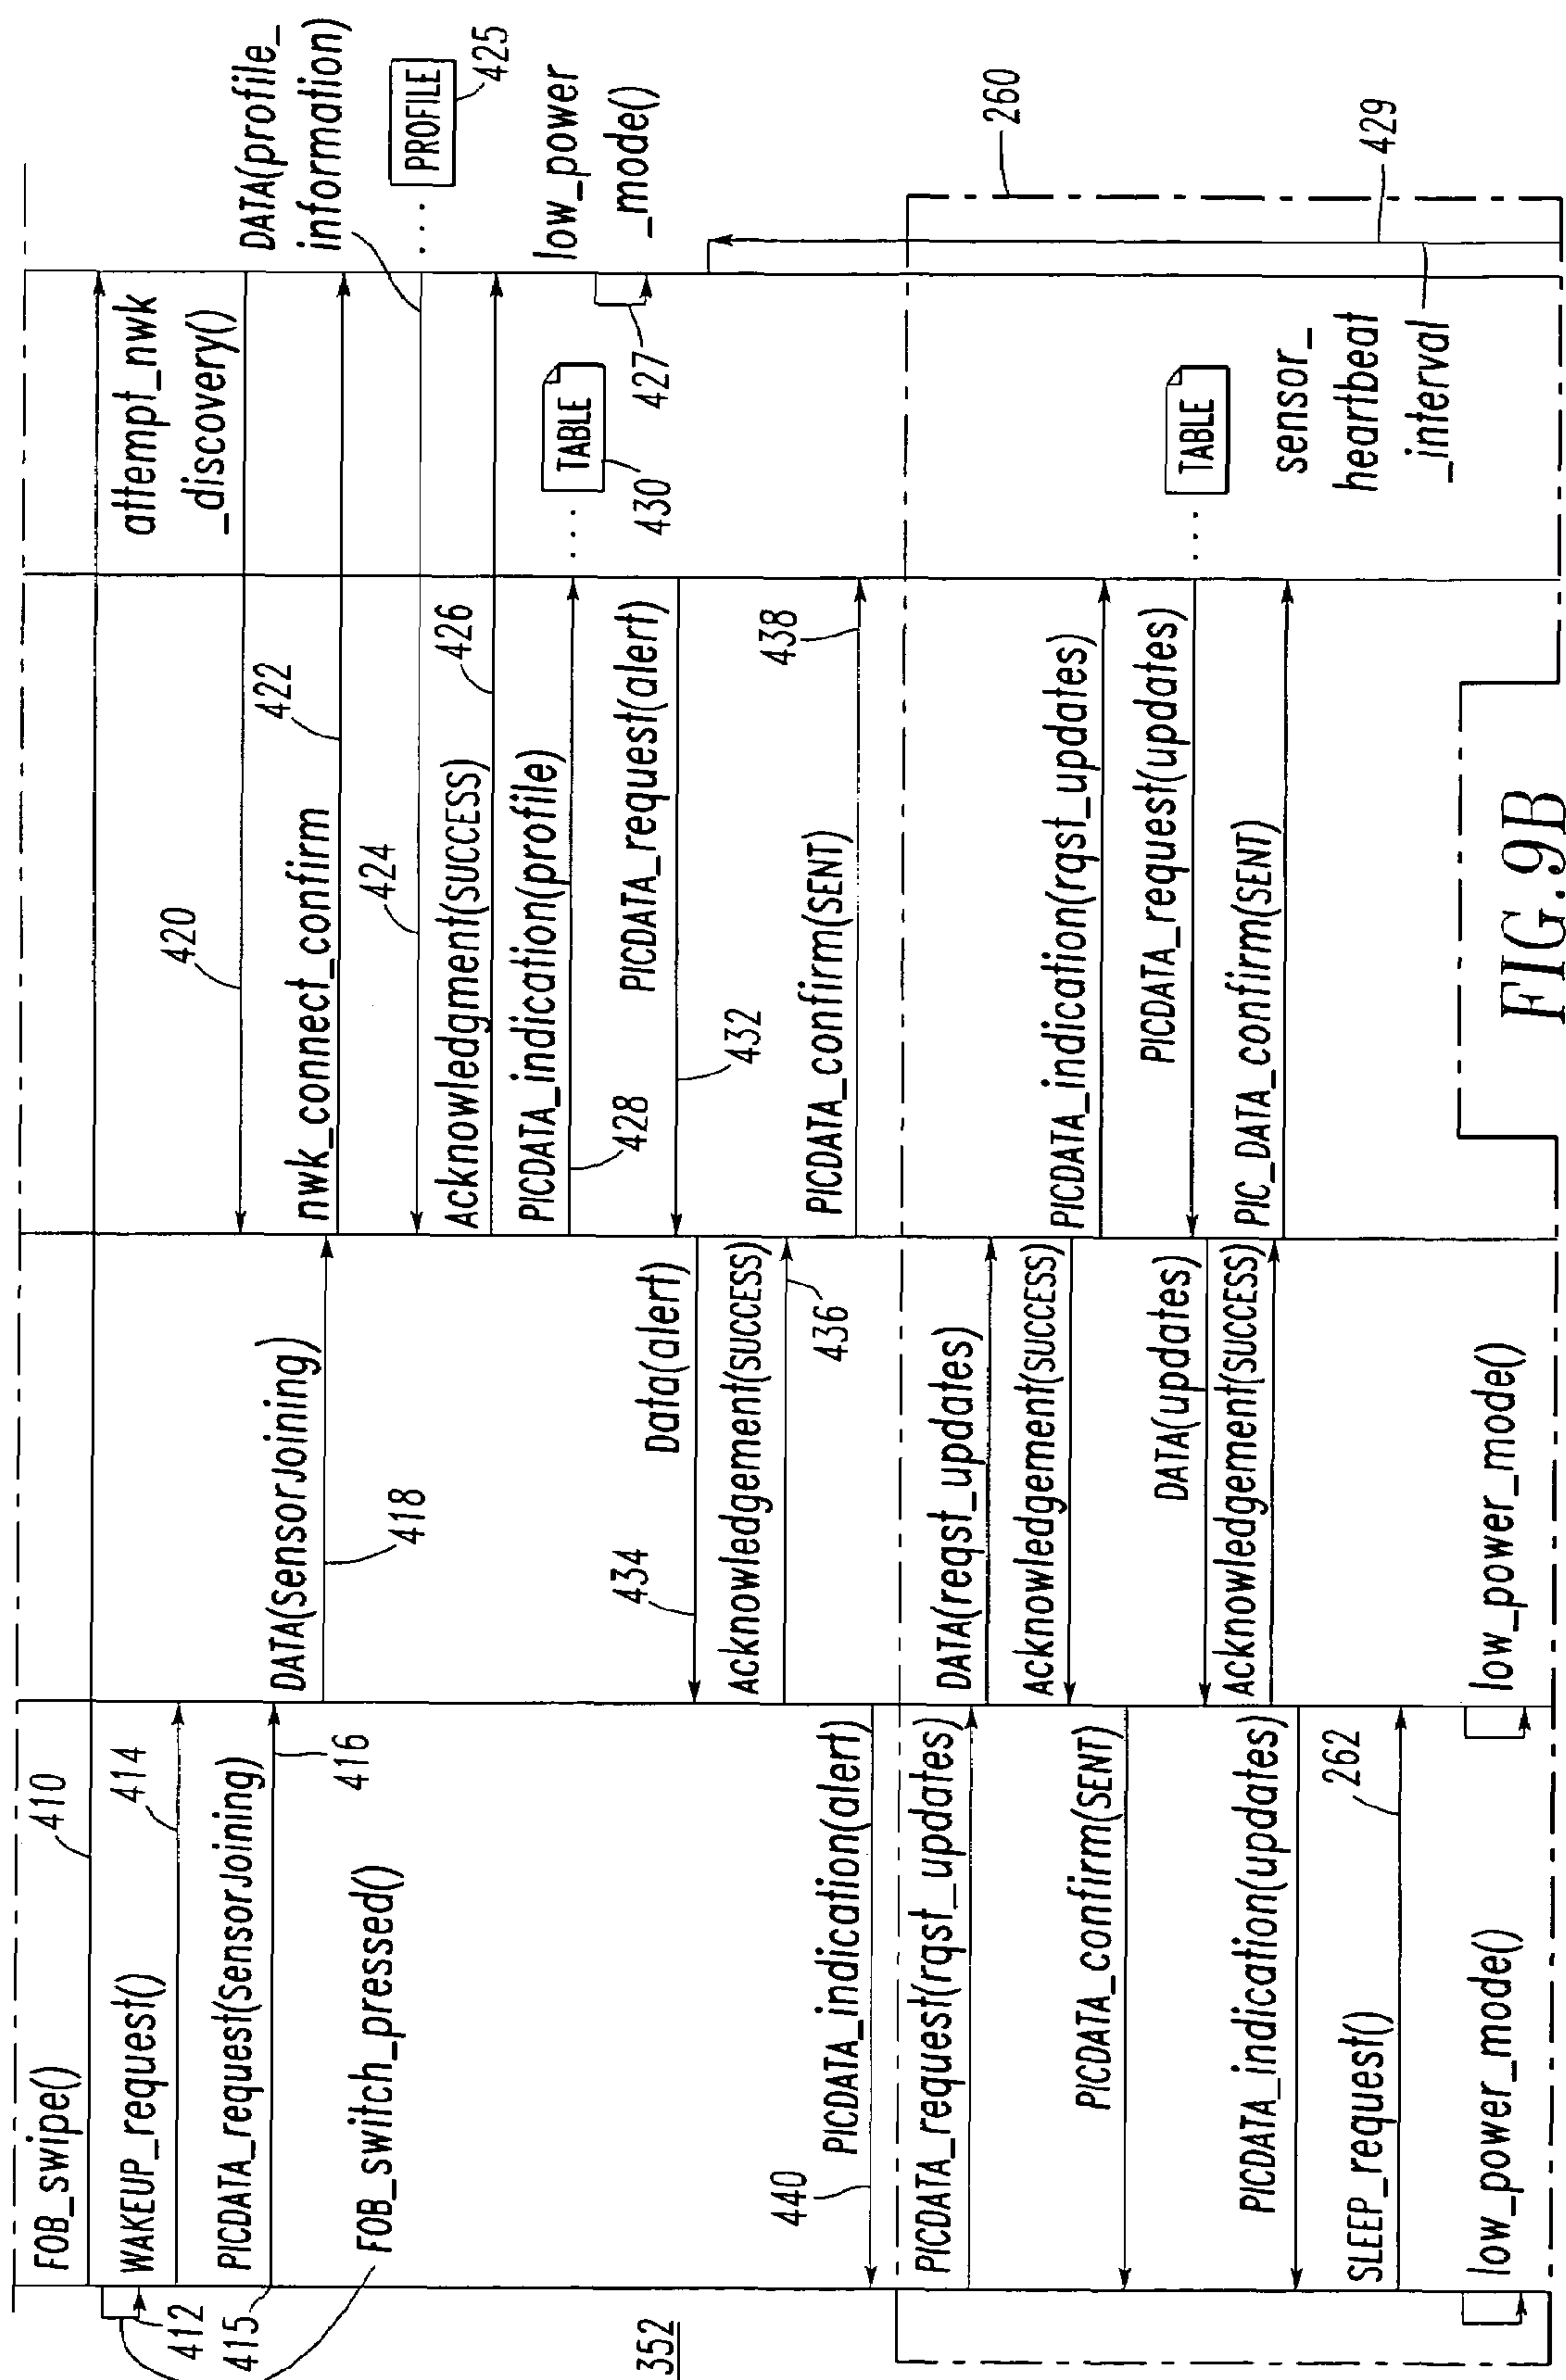 FOB_swipe()
410
WAKEUP_request()
412
414
PICDATA_request(sensorJoining)
415
416
FOB_switch_pressed()
352
attempt_nwk
_discovery()
420
DATA(sensorJoining)
418
nwk_connect_confirm
422
DATA(profile_
information)
424
... PROFILE
425
Acknowledgment(SUCCESS)
426
PICDATA_indication(profile)
428
... TABLE
430
low_power
_mode()
427
PICDATA_request(alert)
432
Data(alert)
434
Acknowledgement(SUCCESS)
436
PICDATA_confirm(SENT)
438
PICDATA_indication(alert)
440
260
PICDATA_request(rqst_updates)
DATA(reqst_updates)
Acknowledgement(SUCCESS)
PICDATA_indication(rqst_updates)
PICDATA_confirm(SENT)
PICDATA_request(updates)
... TABLE
DATA(updates)
Acknowledgement(SUCCESS)
PIC_DATA_confirm(SENT)
PICDATA_indication(updates)
sensor_
heartbeat
_interval
429
SLEEP_request()
262
low_power_mode()
low_power_mode()
FIG.9B